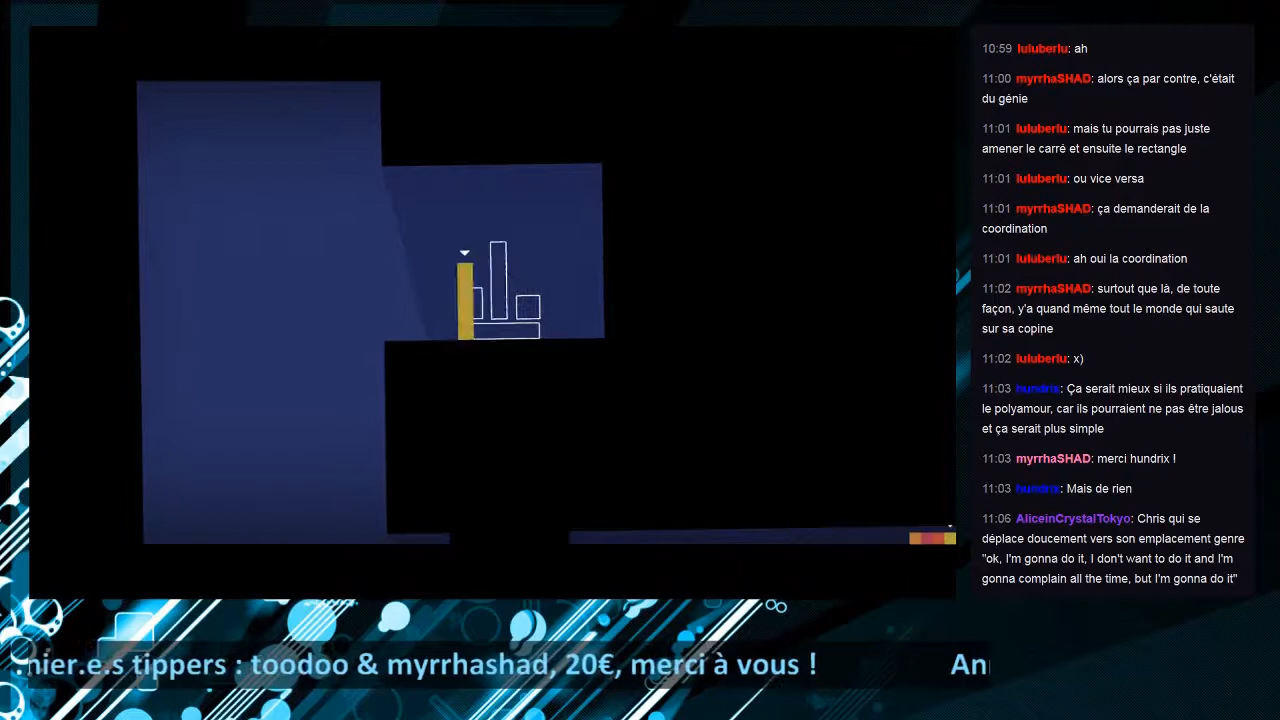 10:59 luluberlu: ah
11:00 myrrhaSHAD: alors ça par contre, c'était
du génie
11:01 luluberlu: mais tu pourrais pas juste
amener le carré et ensuite le rectangle
11:01 luluberlu: ou vice versa
11:01 myrrhaSHAD: ça demanderait de la
coordination
11:01 luluberlu: ah oui la coordination
11:02 myrrhaSHAD: surtout que là, de toute
façon, y'a quand même tout le monde qui saute
sur sa copine
11:02 luluberlu: x)
11:03 hundrix: Ça serait mieux si ils pratiquaient
le polyamour, car ils pourraient ne pas être jalous
et ça serait plus simple
11:03 myrrhaSHAD: merci hundrix !
11:03 hundrix: Mais de rien
11:06 AliceinCrystalTokyo: Chris qui se
déplace doucement vers son emplacement genre
"ok, I'm gonna do it, I don't want to do it and I'm
gonna complain all the time, but I'm gonna do it"
nier.e.s tippers : toodoo & myrrhashad, 20€, merci à vous ! An